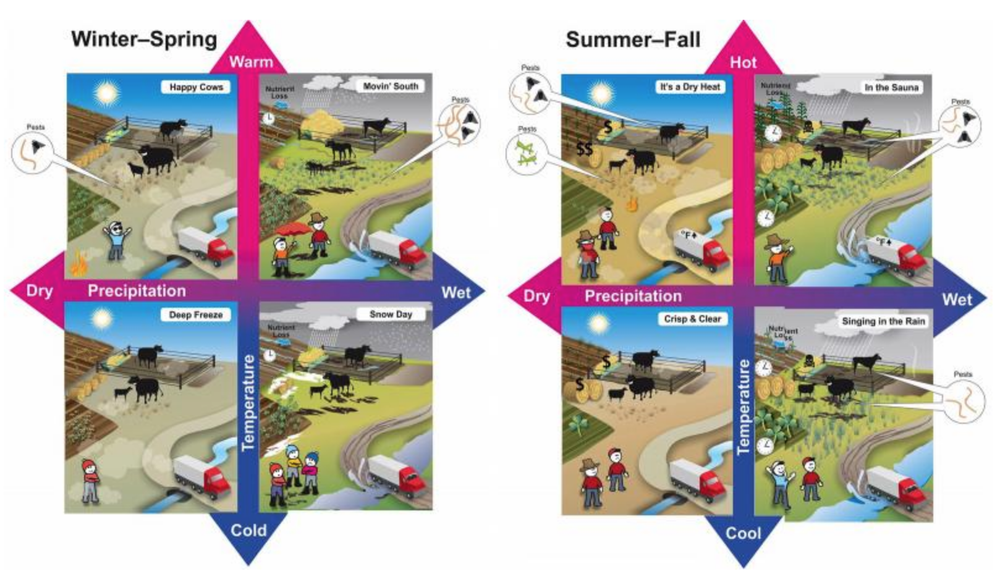 Winter–Spring
Warm
Happy Cows
Pests
Nutrient
Loss
Movin' South
Pests
Dry
Precipitation
Wet
Deep Freeze
Nutrient
Loss
Snow Day
Temperature
Cold
Summer–Fall
Hot
Pests
Pests
It's a Dry Heat
$
$$
°F
Nutrient
Loss
In the Sauna
Pests
°F
Dry
Precipitation
Wet
Crisp & Clear
$
$
Nutrient
Loss
Singing in the Rain
Pests
Temperature
Cool